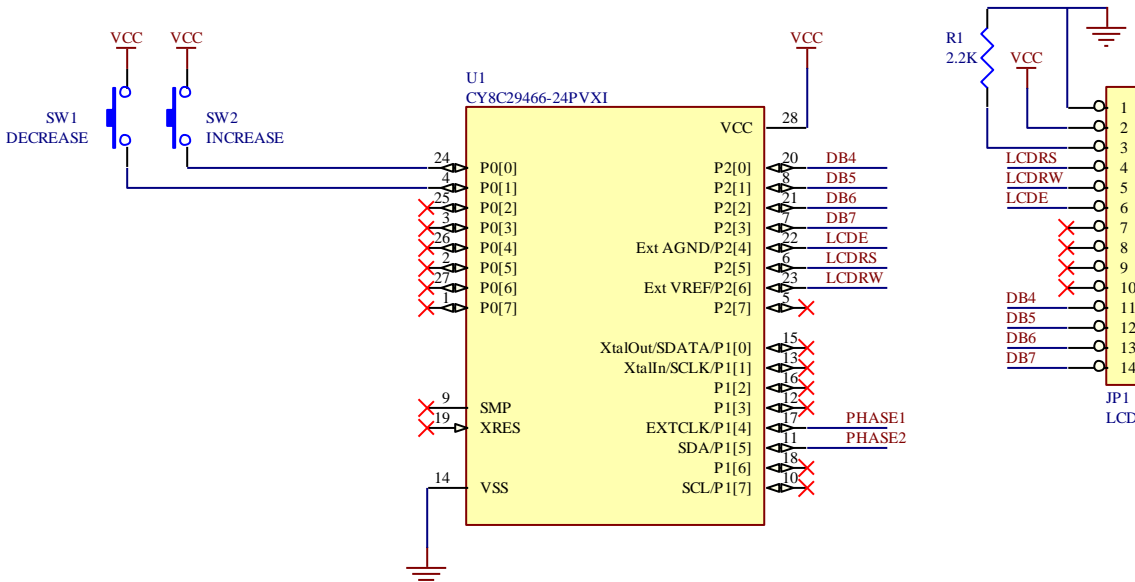 VCC
VCC
SW1
DECREASE
SW2
INCREASE
U1
CY8C29466-24PVXI
VCC
28
VCC
24
P0[0]
4
P0[1]
25
P0[2]
3
P0[3]
26
P0[4]
2
P0[5]
27
P0[6]
1
P0[7]
9
SMP
19
XRES
14
VSS
P2[0]
20
DB4
P2[1]
8
DB5
P2[2]
21
DB6
P2[3]
7
DB7
Ext AGND/P2[4]
22
LCDE
P2[5]
6
LCDRS
Ext VREF/P2[6]
23
LCDRW
P2[7]
5
XtalOut/SDATA/P1[0]
15
XtalIn/SCLK/P1[1]
13
P1[2]
16
P1[3]
12
EXTCLK/P1[4]
17
PHASE1
SDA/P1[5]
11
PHASE2
P1[6]
18
SCL/P1[7]
10
R1
2.2K
VCC
1
2
3
LCDRS
4
LCDRW
5
LCDE
6
7
8
9
10
DB4
11
DB5
12
DB6
13
DB7
14
JP1
LCD